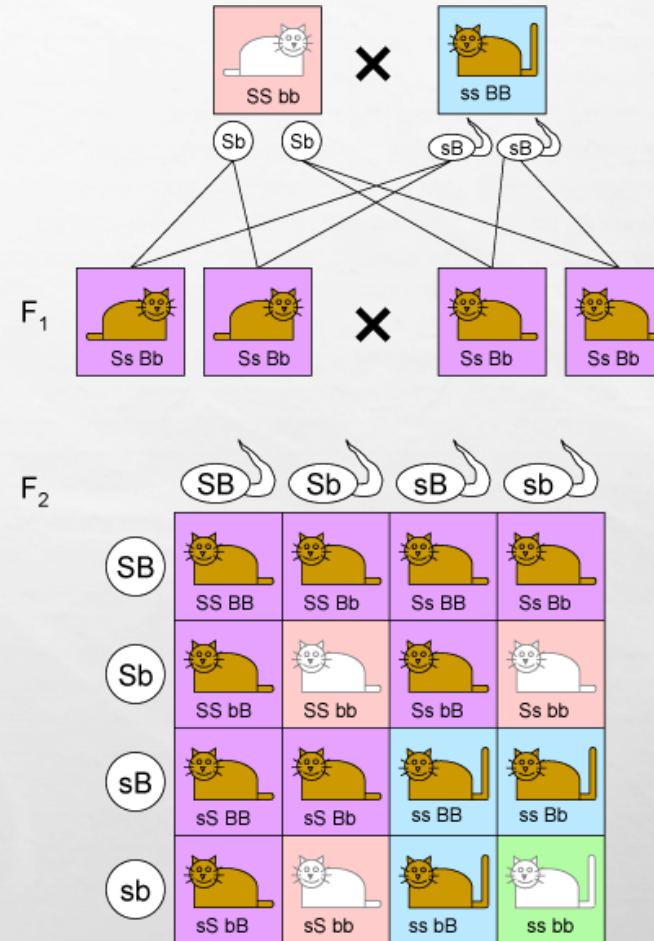 SS bb
ss BB
Sb Sb sB sB
F₁
Ss Bb Ss Bb Ss Bb Ss Bb
F₂
SB Sb sB sb
SB
SS BB SS Bb Ss BB Ss Bb
Sb
SS bB SS bb Ss bB Ss bb
sB
sS BB sS Bb ss BB ss Bb
sb
sS bB sS bb ss bB ss bb